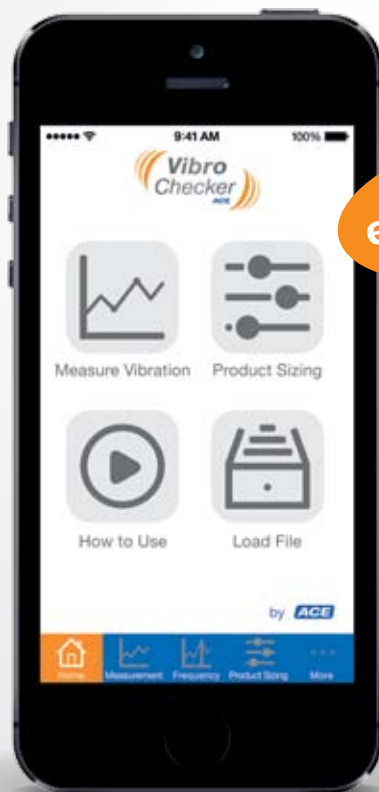 9:41 AM 100%
Vibro
Checker
ACE
e
Measure Vibration Product Sizing
How to Use Load File
by ACE
Home Measurement Frequency Product Sizing More